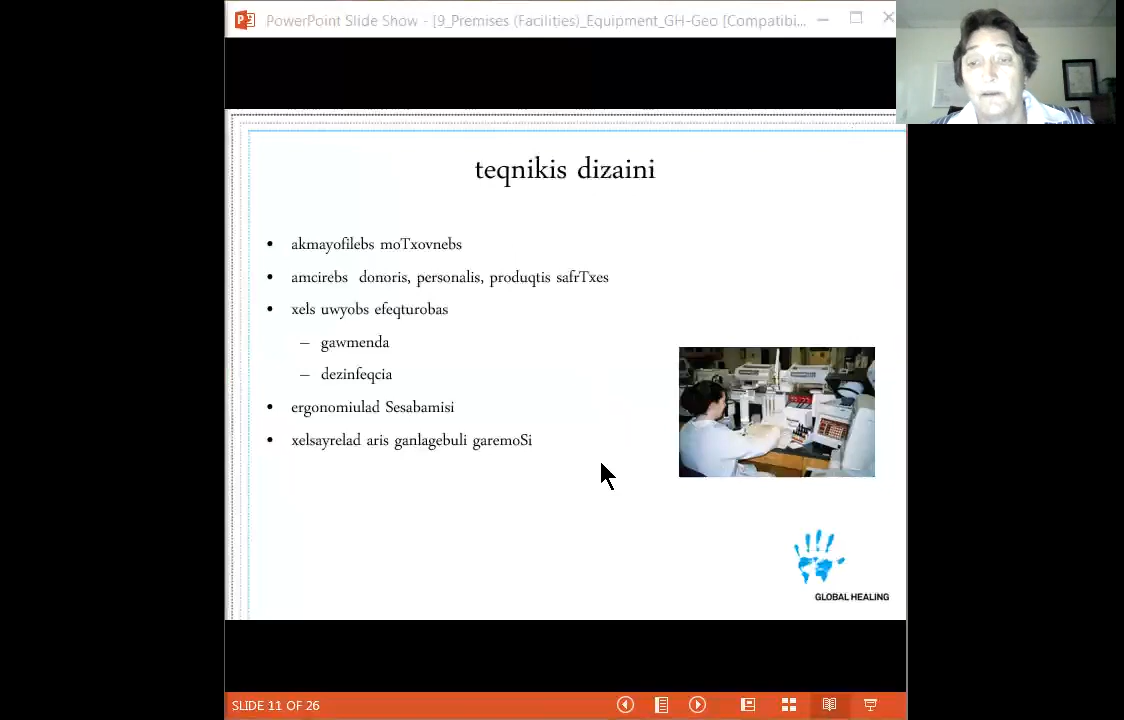 PowerPoint Slide Show - [9_Premises (Facilities)_Equipment_GH-Geo [Compatibi...
teqnikis dizaini
• akmayofilebs moTxovnebs
• amcirebs donoris, personalis, produqtis safrTxes
• xels uwyobs efeqturobas
– gawmenda
– dezinfeqcia
• ergonomiulad Sesabamisi
• xelsayrelad aris ganlagebuli garemoSi
GLOBAL HEALING
SLIDE 11 OF 26